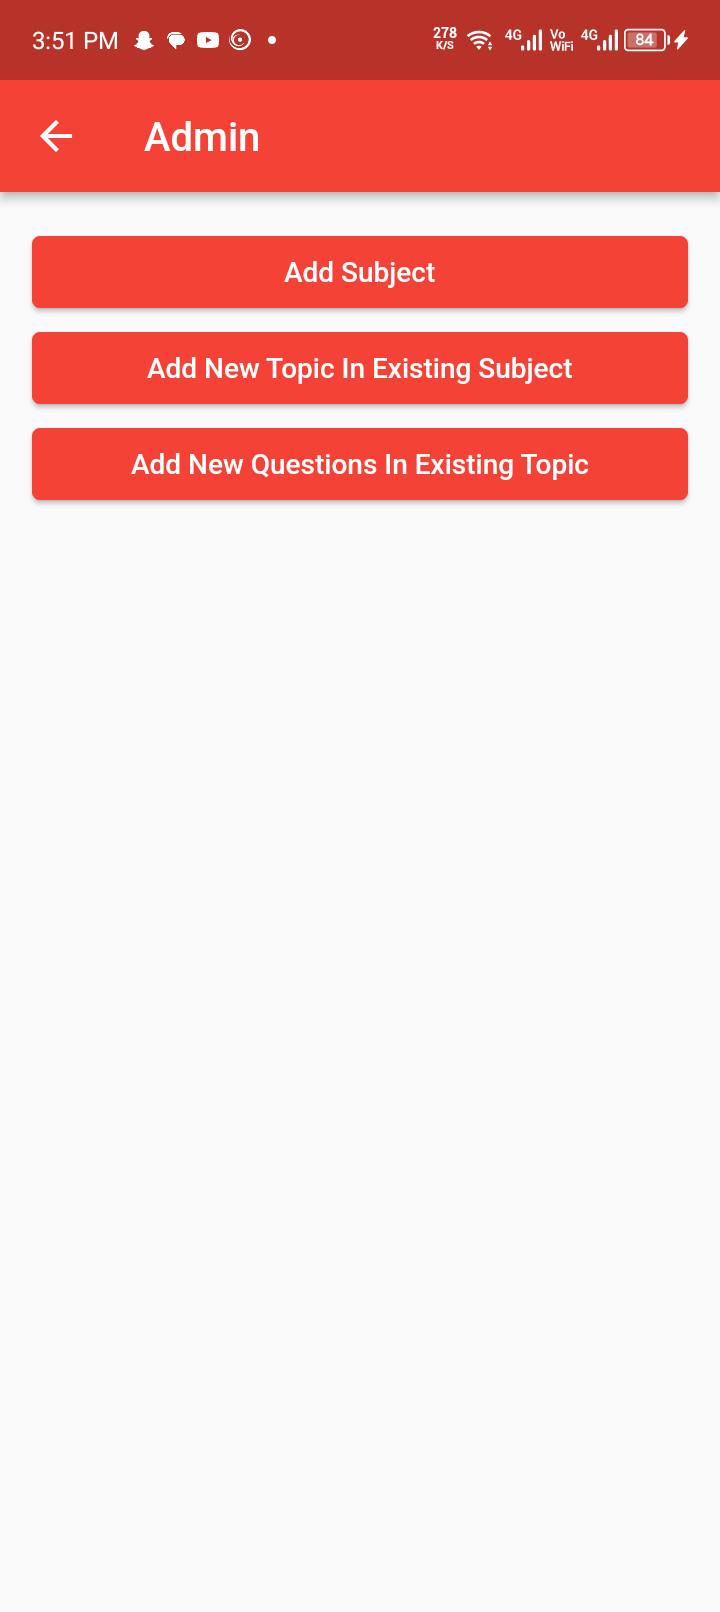 3:51 PM 278 K/S 4G Vo WiFi 4G 84
Admin
Add Subject
Add New Topic In Existing Subject
Add New Questions In Existing Topic